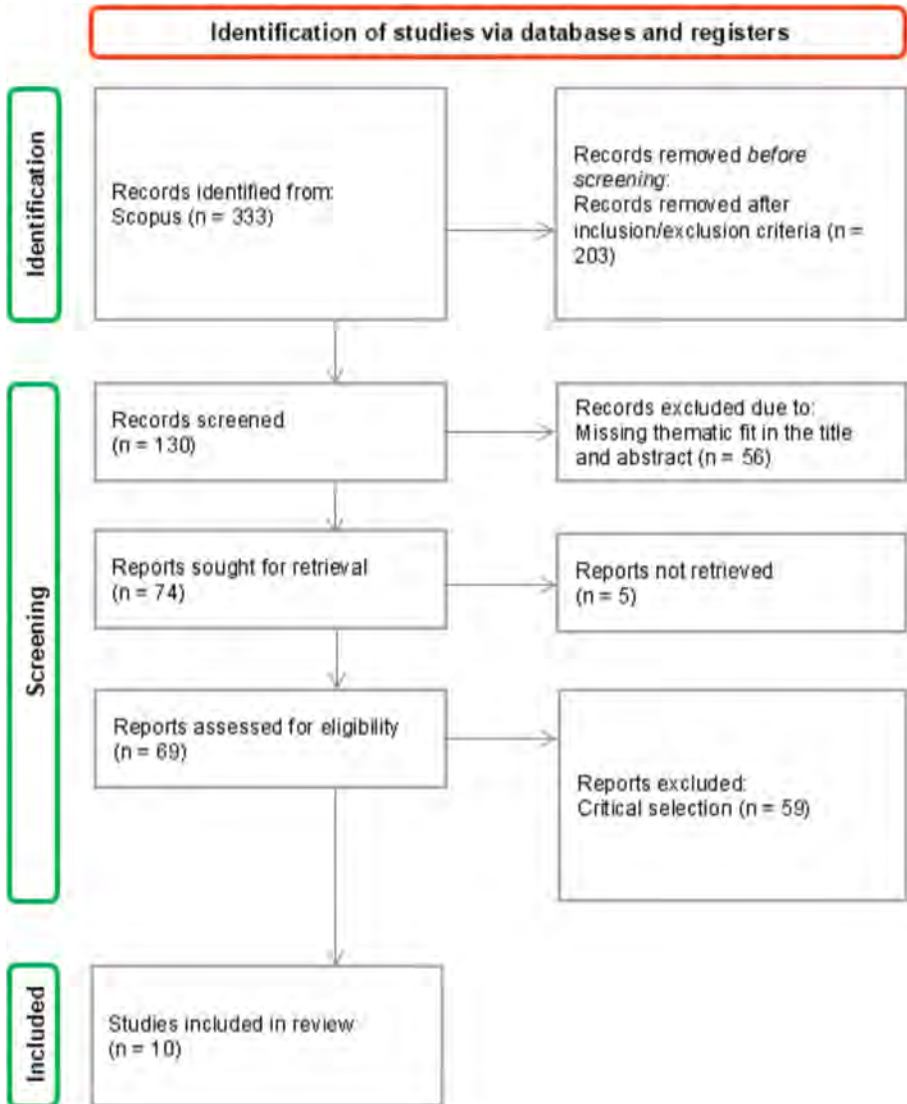 Identification of studies via databases and registers
Identification
Records identified from:
Scopus (n = 333)
Records removed before
screening:
Records removed after
inclusion/exclusion criteria (n =
203)
Screening
Records screened
(n = 130)
Records excluded due to:
Missing thematic fit in the title
and abstract (n = 56)
Reports sought for retrieval
(n = 74)
Reports not retrieved
(n = 5)
Reports assessed for eligibility
(n = 69)
Reports excluded:
Critical selection (n = 59)
Included
Studies included in review
(n = 10)